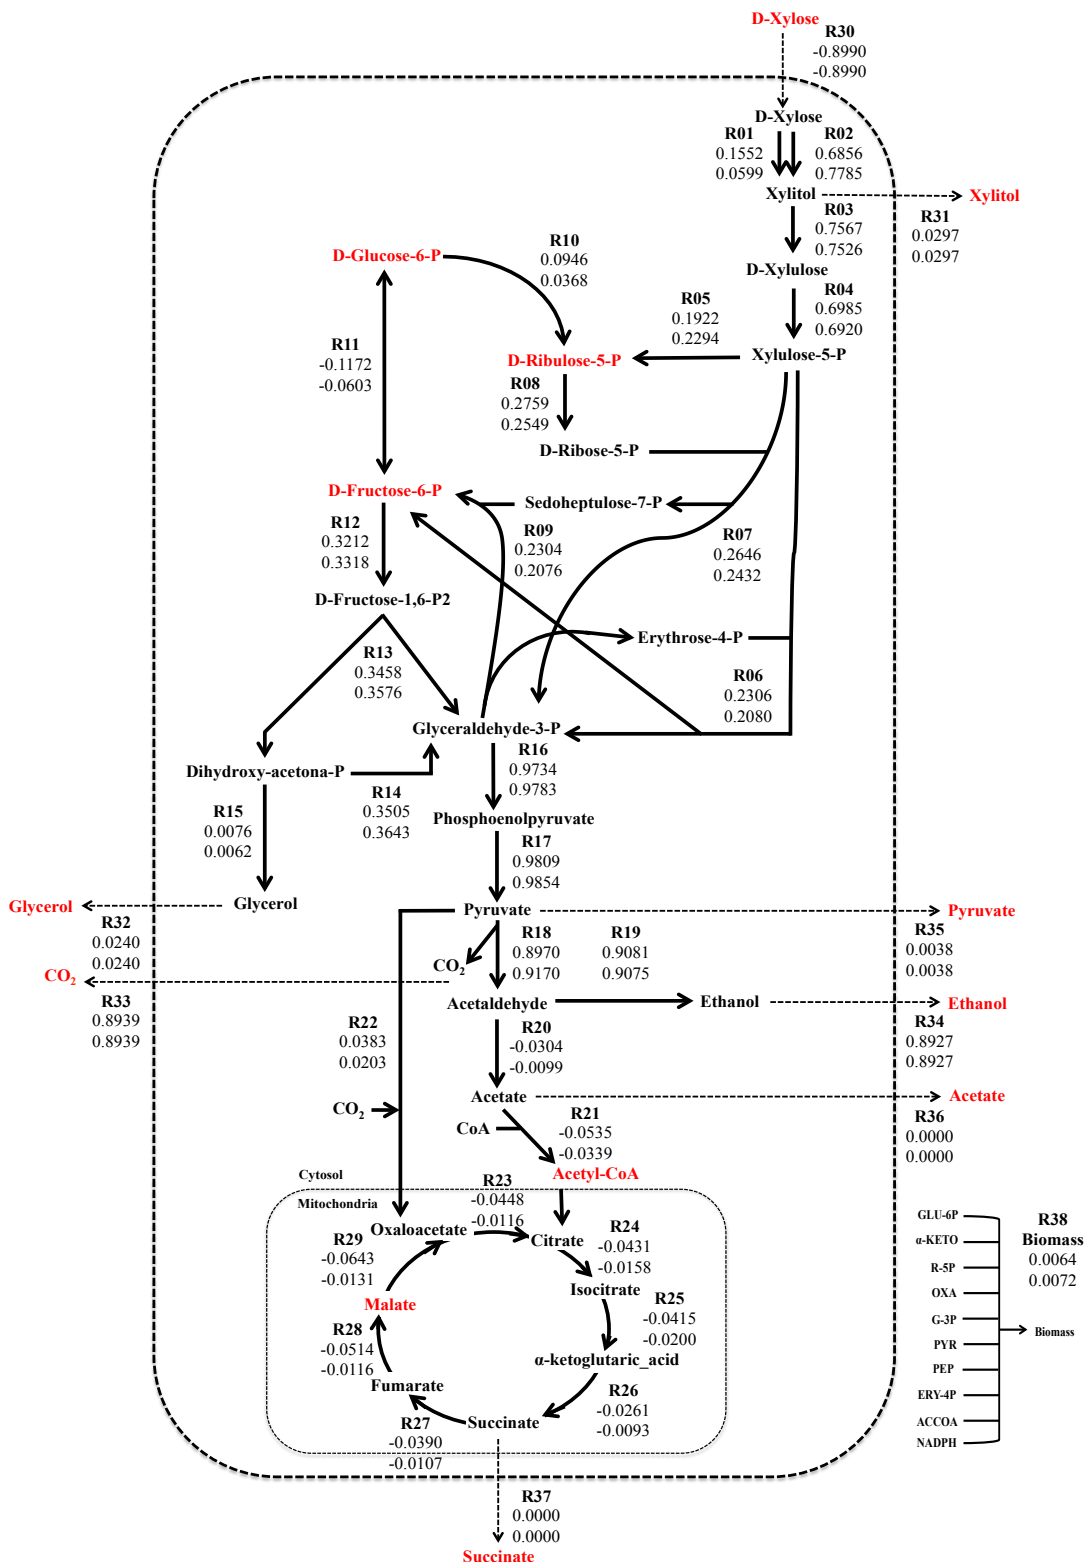 D-Xylose
R30
-0.8990
-0.8990
D-Xylose
R01
0.1552
0.0599
R02
0.6856
0.7785
Xylitol
Xylitol
R31
0.0297
0.0297
R03
0.7567
0.7526
D-Xylulose
R04
0.6985
0.6920
Xylulose-5-P
R05
0.1922
0.2294
D-Glucose-6-P
R10
0.0946
0.0368
D-Ribulose-5-P
R11
-0.1172
-0.0603
R08
0.2759
0.2549
D-Ribose-5-P
D-Fructose-6-P
Sedoheptulose-7-P
R12
0.3212
0.3318
R09
0.2304
0.2076
R07
0.2646
0.2432
D-Fructose-1,6-P2
Erythrose-4-P
R13
0.3458
0.3576
R06
0.2306
0.2080
Glyceraldehyde-3-P
Dihydroxy-acetona-P
R14
0.3505
0.3643
R16
0.9734
0.9783
R15
0.0076
0.0062
Phosphoenolpyruvate
R17
0.9809
0.9854
Glycerol
Glycerol
R32
0.0240
0.0240
Pyruvate
Pyruvate
R35
0.0038
0.0038
R18
0.8970
0.9170
R19
0.9081
0.9075
CO2
CO2
R33
0.8939
0.8939
Acetaldehyde
Ethanol
Ethanol
R34
0.8927
0.8927
R22
0.0383
0.0203
R20
-0.0304
-0.0099
CO2
Acetate
Acetate
R36
0.0000
0.0000
CoA
R21
-0.0535
-0.0339
Acetyl-CoA
Cytosol
Mitochondria
R23
-0.0448
-0.0116
Oxaloacetate
Citrate
R24
-0.0431
-0.0158
R29
-0.0643
-0.0131
Isocitrate
Malate
R25
-0.0415
-0.0200
R28
-0.0514
-0.0116
α-ketoglutaric_acid
Fumarate
R26
-0.0261
-0.0093
Succinate
R27
-0.0390
-0.0107
R37
0.0000
0.0000
Succinate
GLU-6P
α-KETO
R-5P
OXA
G-3P
PYR
PEP
ERY-4P
ACCOA
NADPH
R38
Biomass
0.0064
0.0072
Biomass